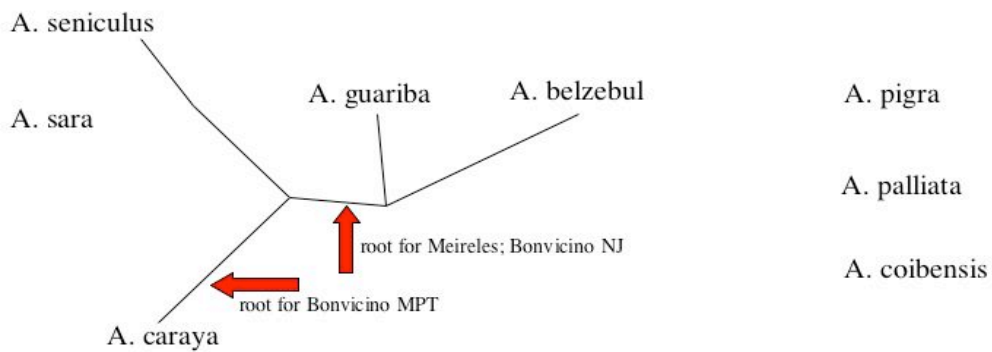 A. seniculus
A. guariba
A. belzebul
A. pigra
A. sara
A. palliata
root for Meireles; Bonvicino NJ
A. coibensis
root for Bonvicino MPT
A. caraya